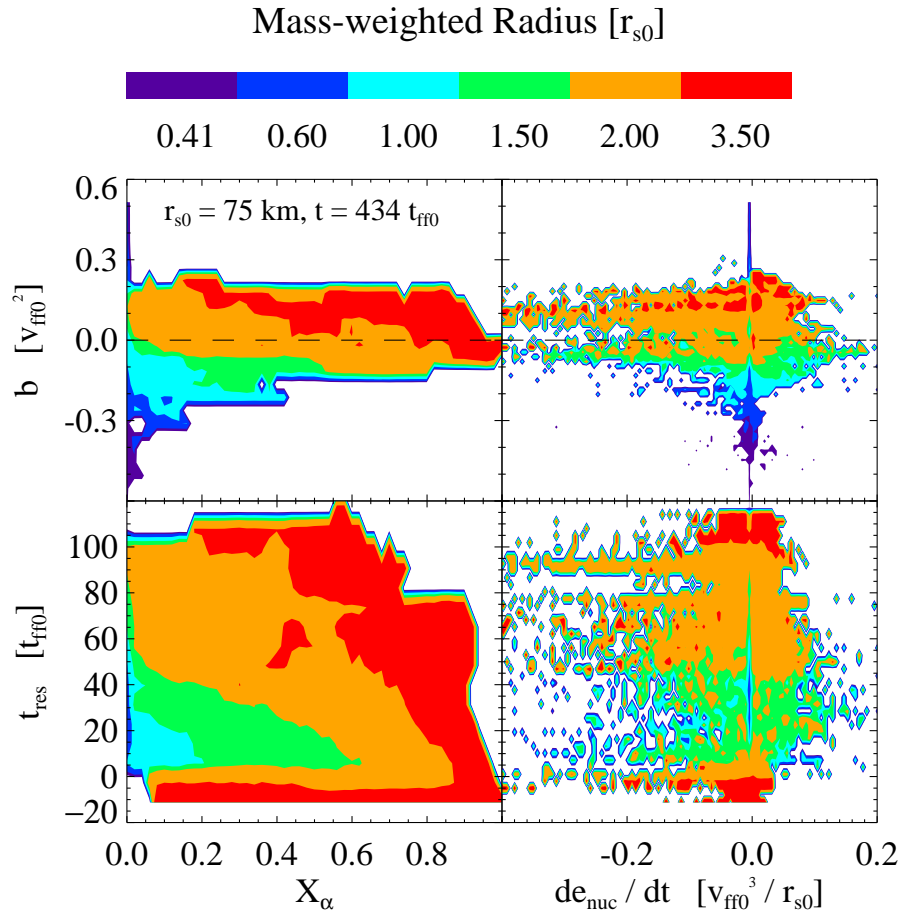 Mass-weighted Radius [r_s0]
0.41 0.60 1.00 1.50 2.00 3.50
r_s0 = 75 km, t = 434 t_ff0
b [v_ff0^2]
0.6
0.3
0.0
-0.3
t_res [t_ff0]
100
80
60
40
20
0
−20
0.0 0.2 0.4 0.6 0.8
-0.2 0.0 0.2
X_α
de_nuc / dt [v_ff0^3 / r_s0]